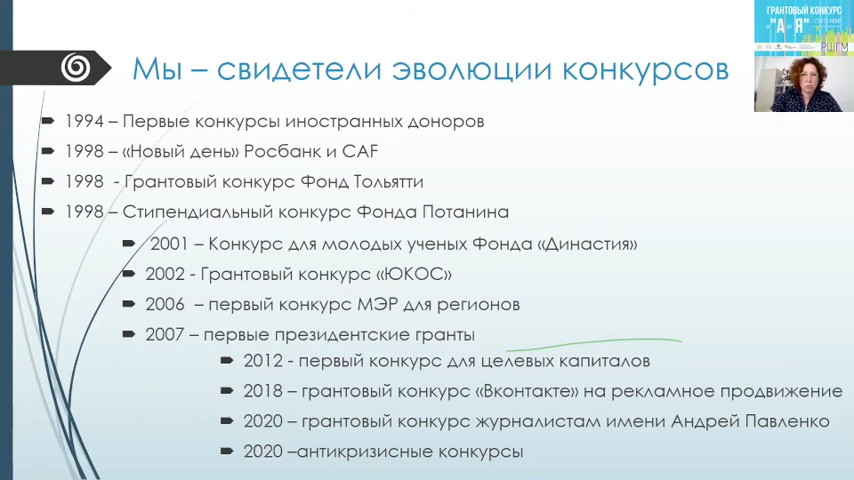 ГРАНТОВЫЙ КОНКУРС
"А Я"
РШГМ
Мы – свидетели эволюции конкурсов
1994 – Первые конкурсы иностранных доноров
1998 – «Новый день» Росбанк и CAF
1998 - Грантовый конкурс Фонд Тольятти
1998 – Стипендиальный конкурс Фонда Потанина
2001 – Конкурс для молодых ученых Фонда «Династия»
2002 - Грантовый конкурс «ЮКОС»
2006 – первый конкурс МЭР для регионов
2007 – первые президентские гранты
2012 - первый конкурс для целевых капиталов
2018 – грантовый конкурс «Вконтакте» на рекламное продвижение
2020 – грантовый конкурс журналистам имени Андрей Павленко
2020 –антикризисные конкурсы